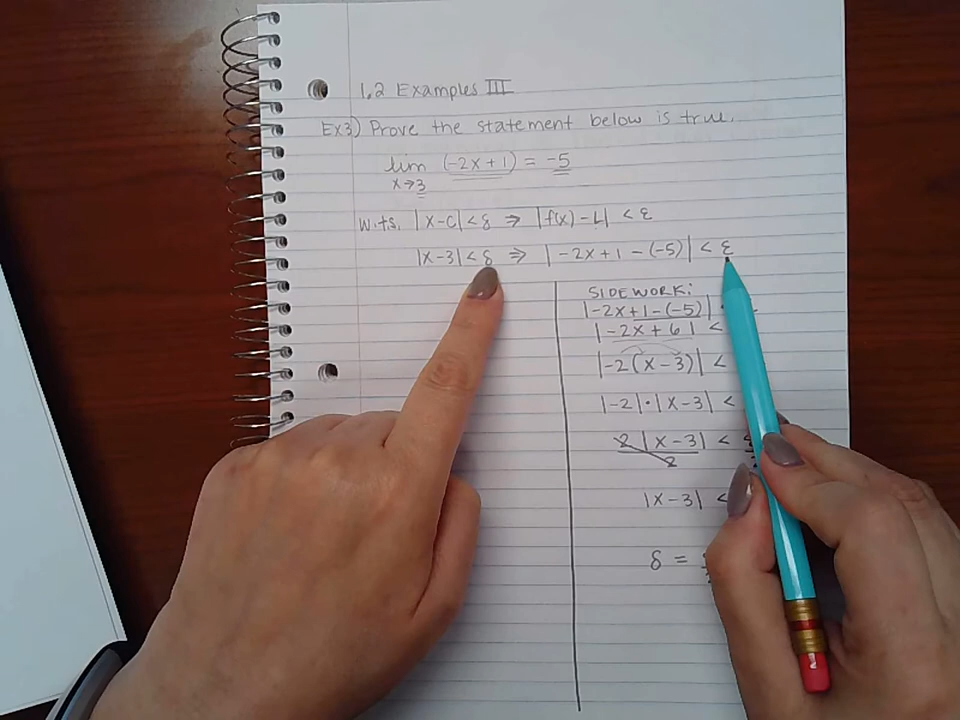 1.2 Examples III
Ex3) Prove the statement below is true.
lim (-2x+1) = -5
x→3
W.T.S. |x-c|<δ ⇒ |f(x)-L| < ε
|x-3|<δ ⇒ |-2x+1-(-5)| < ε
SIDEWORK:
|-2x+1-(-5)|
|-2x+6| <
|-2(x-3)| <
|-2|·|x-3| <
2|x-3| <
2
|x-3| <
δ =